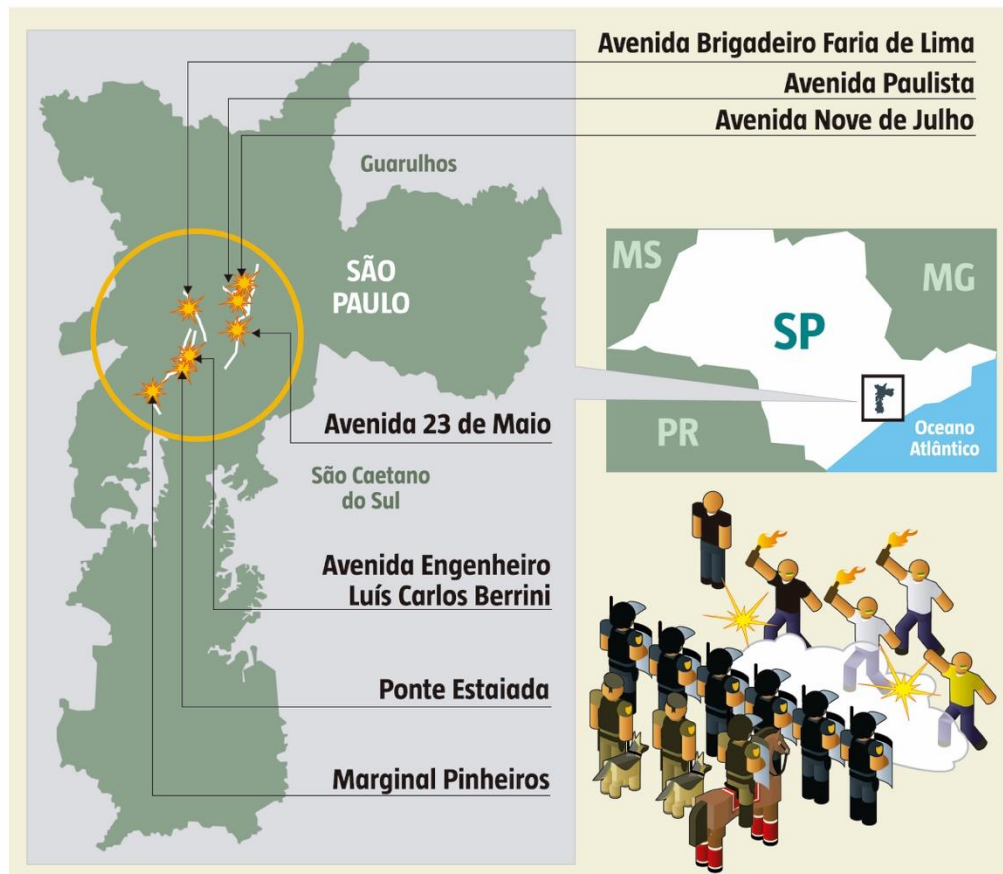 Avenida Brigadeiro Faria de Lima
Avenida Paulista
Avenida Nove de Julho
Guarulhos
SÃO
PAULO
Avenida 23 de Maio
São Caetano
do Sul
Avenida Engenheiro
Luís Carlos Berrini
Ponte Estaiada
Marginal Pinheiros
MS
MG
SP
PR
Oceano
Atlântico